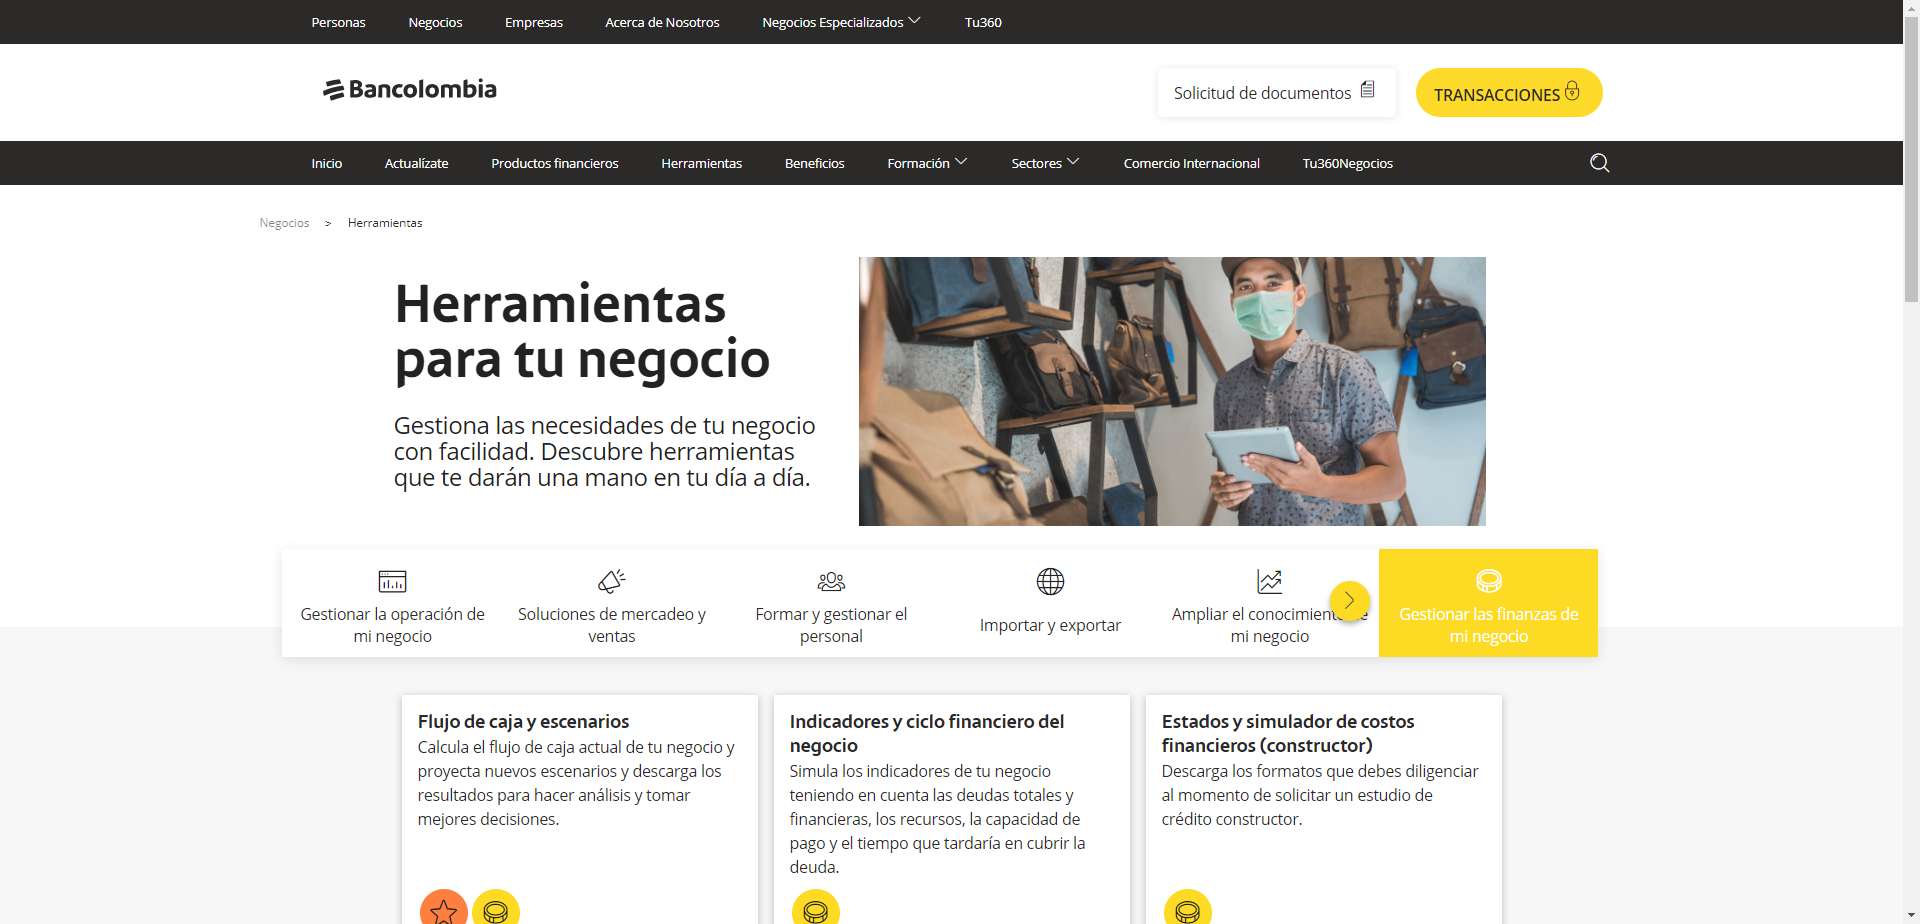 Personas Negocios Empresas Acerca de Nosotros Negocios Especializados Tu360
Bancolombia
Solicitud de documentos
TRANSACCIONES
Inicio Actualízate Productos financieros Herramientas Beneficios Formación Sectores Comercio Internacional Tu360Negocios
Negocios > Herramientas
Herramientas
para tu negocio
Gestiona las necesidades de tu negocio
con facilidad. Descubre herramientas
que te darán una mano en tu día a día.
Gestionar la operación de
mi negocio
Soluciones de mercadeo y
ventas
Formar y gestionar el
personal
Importar y exportar
Ampliar el conocimiento de
mi negocio
Gestionar las finanzas de
mi negocio
Flujo de caja y escenarios
Calcula el flujo de caja actual de tu negocio y
proyecta nuevos escenarios y descarga los
resultados para hacer análisis y tomar
mejores decisiones.
Indicadores y ciclo financiero del
negocio
Simula los indicadores de tu negocio
teniendo en cuenta las deudas totales y
financieras, los recursos, la capacidad de
pago y el tiempo que tardaría en cubrir la
deuda.
Estados y simulador de costos
financieros (constructor)
Descarga los formatos que debes diligenciar
al momento de solicitar un estudio de
crédito constructor.